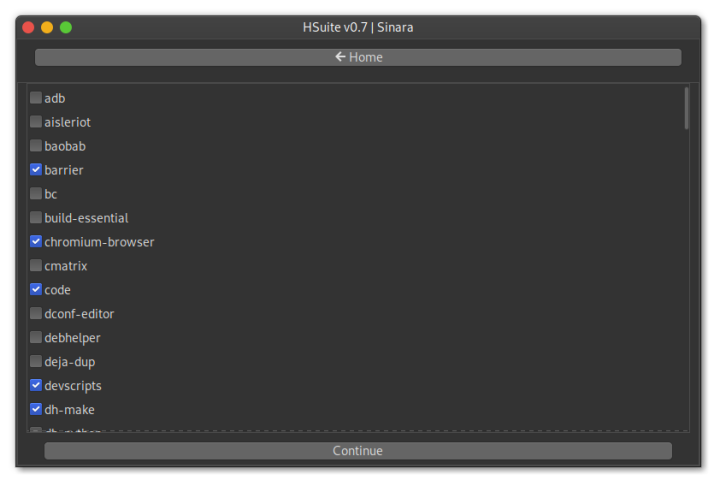 HSuite v0.7 | Sinara
← Home
adb
aisleriot
baobab
barrier
bc
build-essential
chromium-browser
cmatrix
code
dconf-editor
debhelper
deja-dup
devscripts
dh-make
Continue